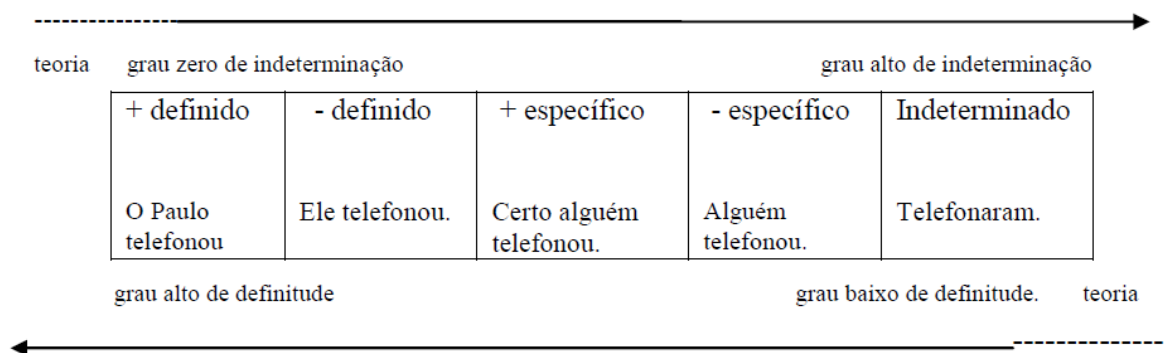 teoria grau zero de indeterminação grau alto de indeterminação
+ definido - definido + específico - específico Indeterminado
O Paulo Ele telefonou. Certo alguém Alguém Telefonaram.
telefonou telefonou. telefonou.
grau alto de definitude grau baixo de definitude. teoria